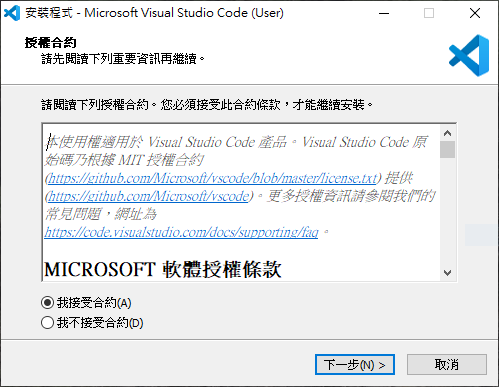 安裝程式 - Microsoft Visual Studio Code (User)
授權合約
請先閱讀下列重要資訊再繼續。
請閱讀下列授權合約。您必須接受此合約條款，才能繼續安裝。
本使用權適用於 Visual Studio Code 產品。Visual Studio Code 原
始碼乃根據 MIT 授權合約
(https://github.com/Microsoft/vscode/blob/master/license.txt) 提供
(https://github.com/Microsoft/vscode)。更多授權資訊請參閱我們的
常見問題，網址為
https://code.visualstudio.com/docs/supporting/faq。
MICROSOFT 軟體授權條款
我接受合約(A)
我不接受合約(D)
下一步(N) >
取消